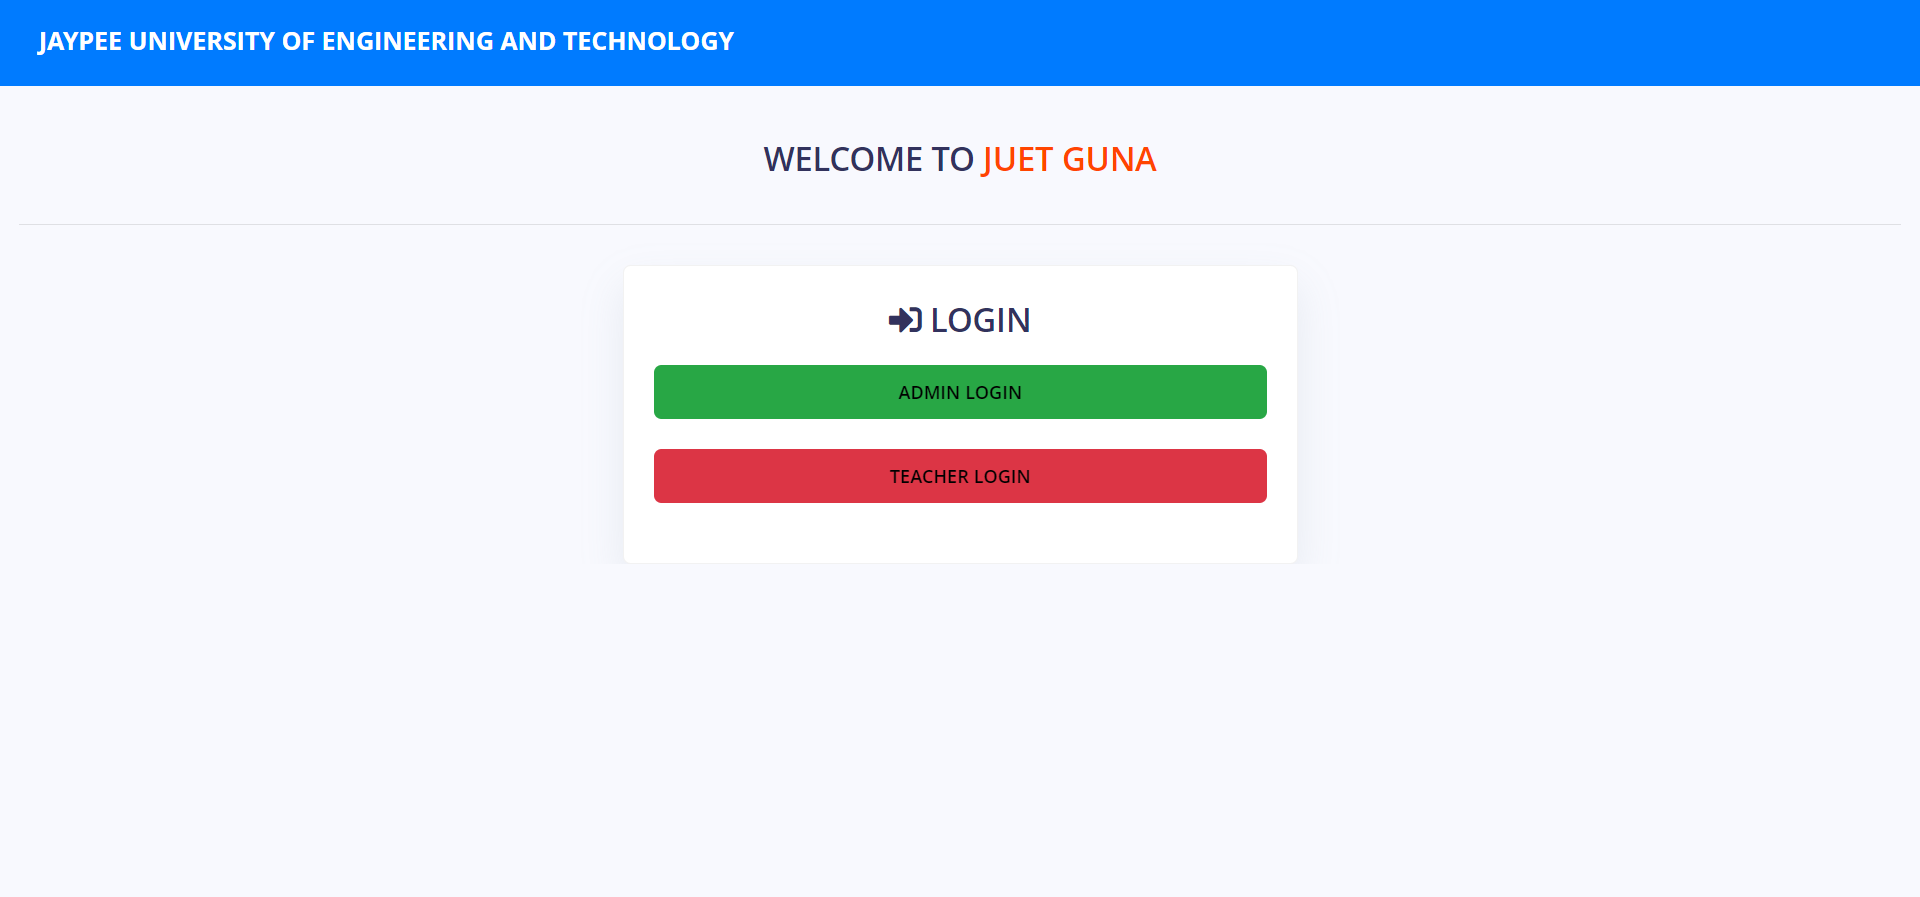 JAYPEE UNIVERSITY OF ENGINEERING AND TECHNOLOGY
WELCOME TO JUET GUNA
LOGIN
ADMIN LOGIN
TEACHER LOGIN